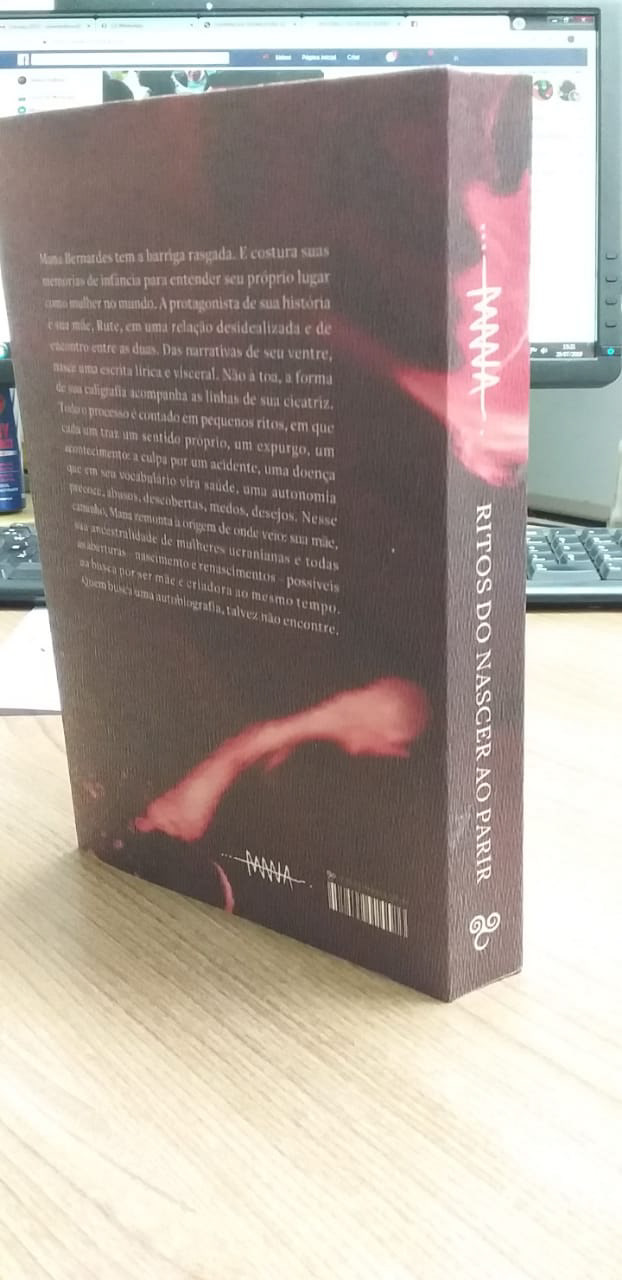 Página inicial
Criar
Mana Bernardes tem a barriga rasgada. E costura suas
memórias de infância para entender seu próprio lugar
como mulher no mundo. A protagonista de sua história
é sua mãe, Rute, em uma relação desidealizada e de
encontro entre as duas. Das narrativas de seu ventre,
nasce uma escrita lírica e visceral. Não à toa, a forma
de sua caligrafia acompanha as linhas de sua cicatriz.
Todo o processo é contado em pequenos ritos, em que
cada um traz um sentido próprio, um expurgo, um
acontecimento: a culpa por um acidente, uma doença
que em seu vocabulário vira saúde, uma autonomia
precoce, abusos, descobertas, medos, desejos. Nesse
caminho, Mana remonta à origem de onde veio: sua mãe,
sua ancestralidade de mulheres ucranianas e todas
as aberturas – nascimento e renascimentos – possíveis
na busca por ser mãe e criadora ao mesmo tempo.
Quem busca uma autobiografia, talvez não encontre.
...MANA.
...MANA.
RITOS DO NASCER AO PARIR